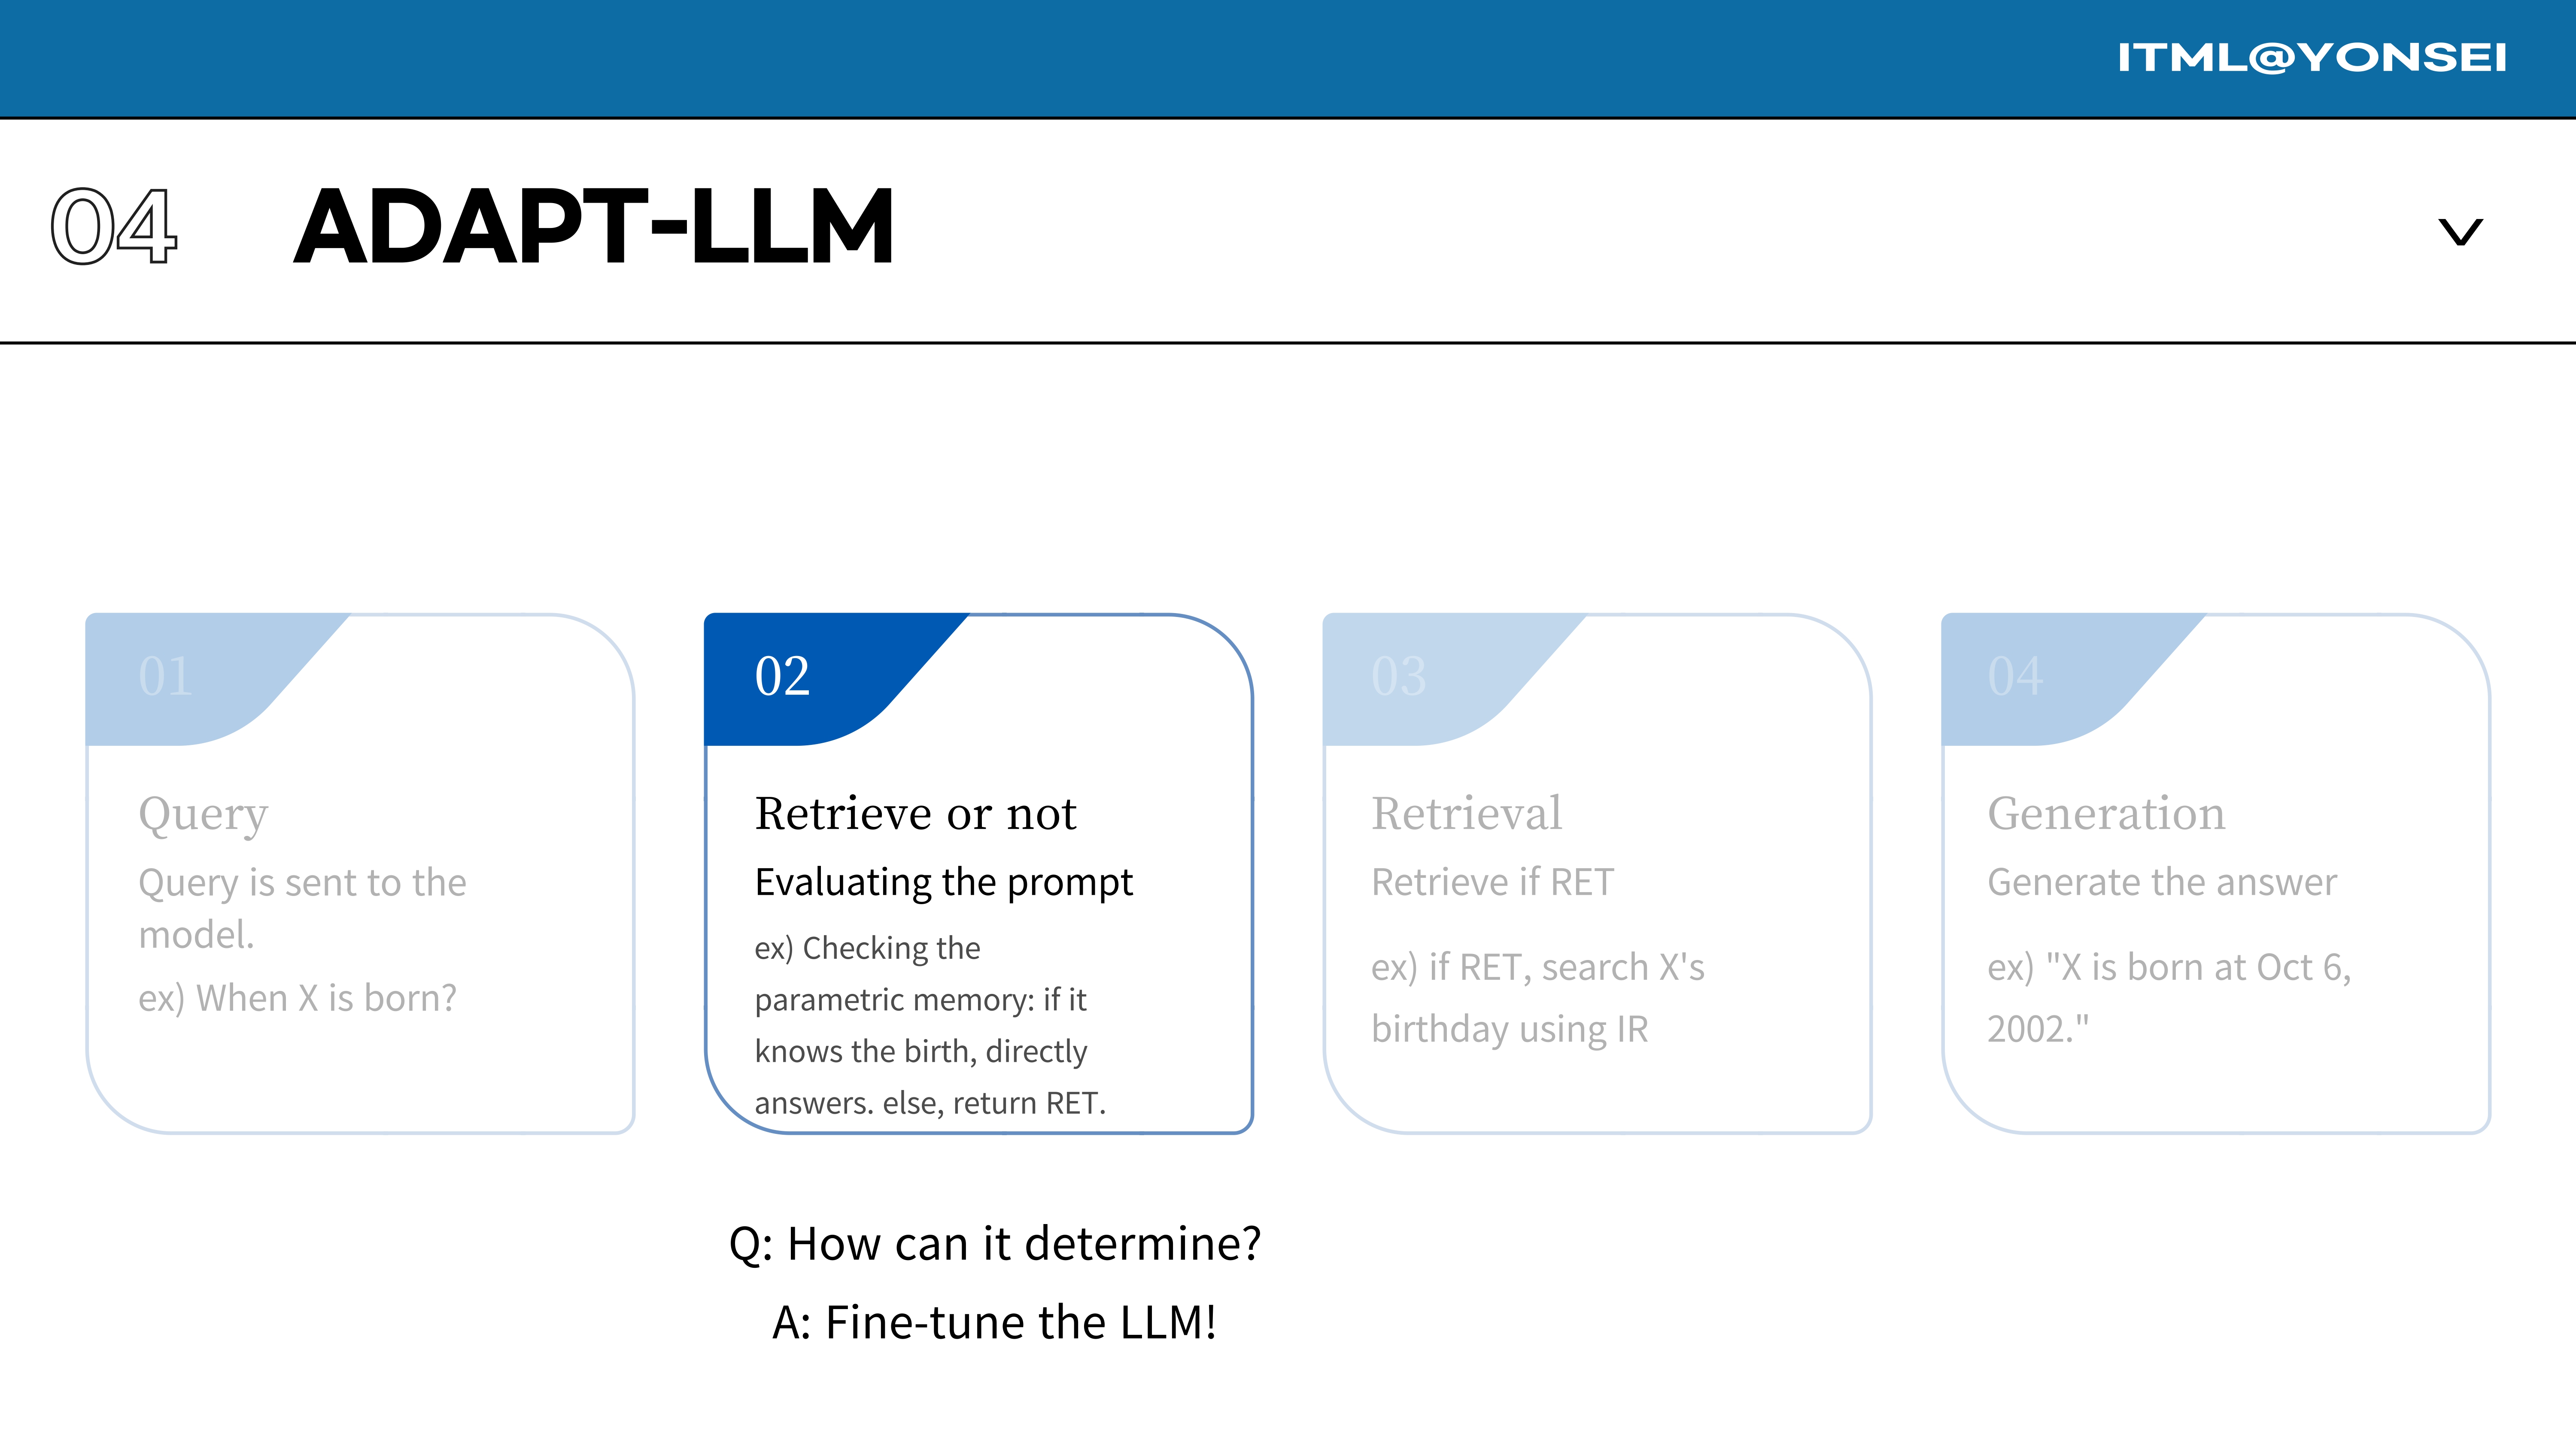 ITML@YONSEI
04 ADAPT-LLM
01
Query
Query is sent to the
model.
ex) When X is born?
02
Retrieve or not
Evaluating the prompt
ex) Checking the
parametric memory: if it
knows the birth, directly
answers. else, return RET.
03
Retrieval
Retrieve if RET
ex) if RET, search X's
birthday using IR
04
Generation
Generate the answer
ex) "X is born at Oct 6,
2002."
Q: How can it determine?
A: Fine-tune the LLM!